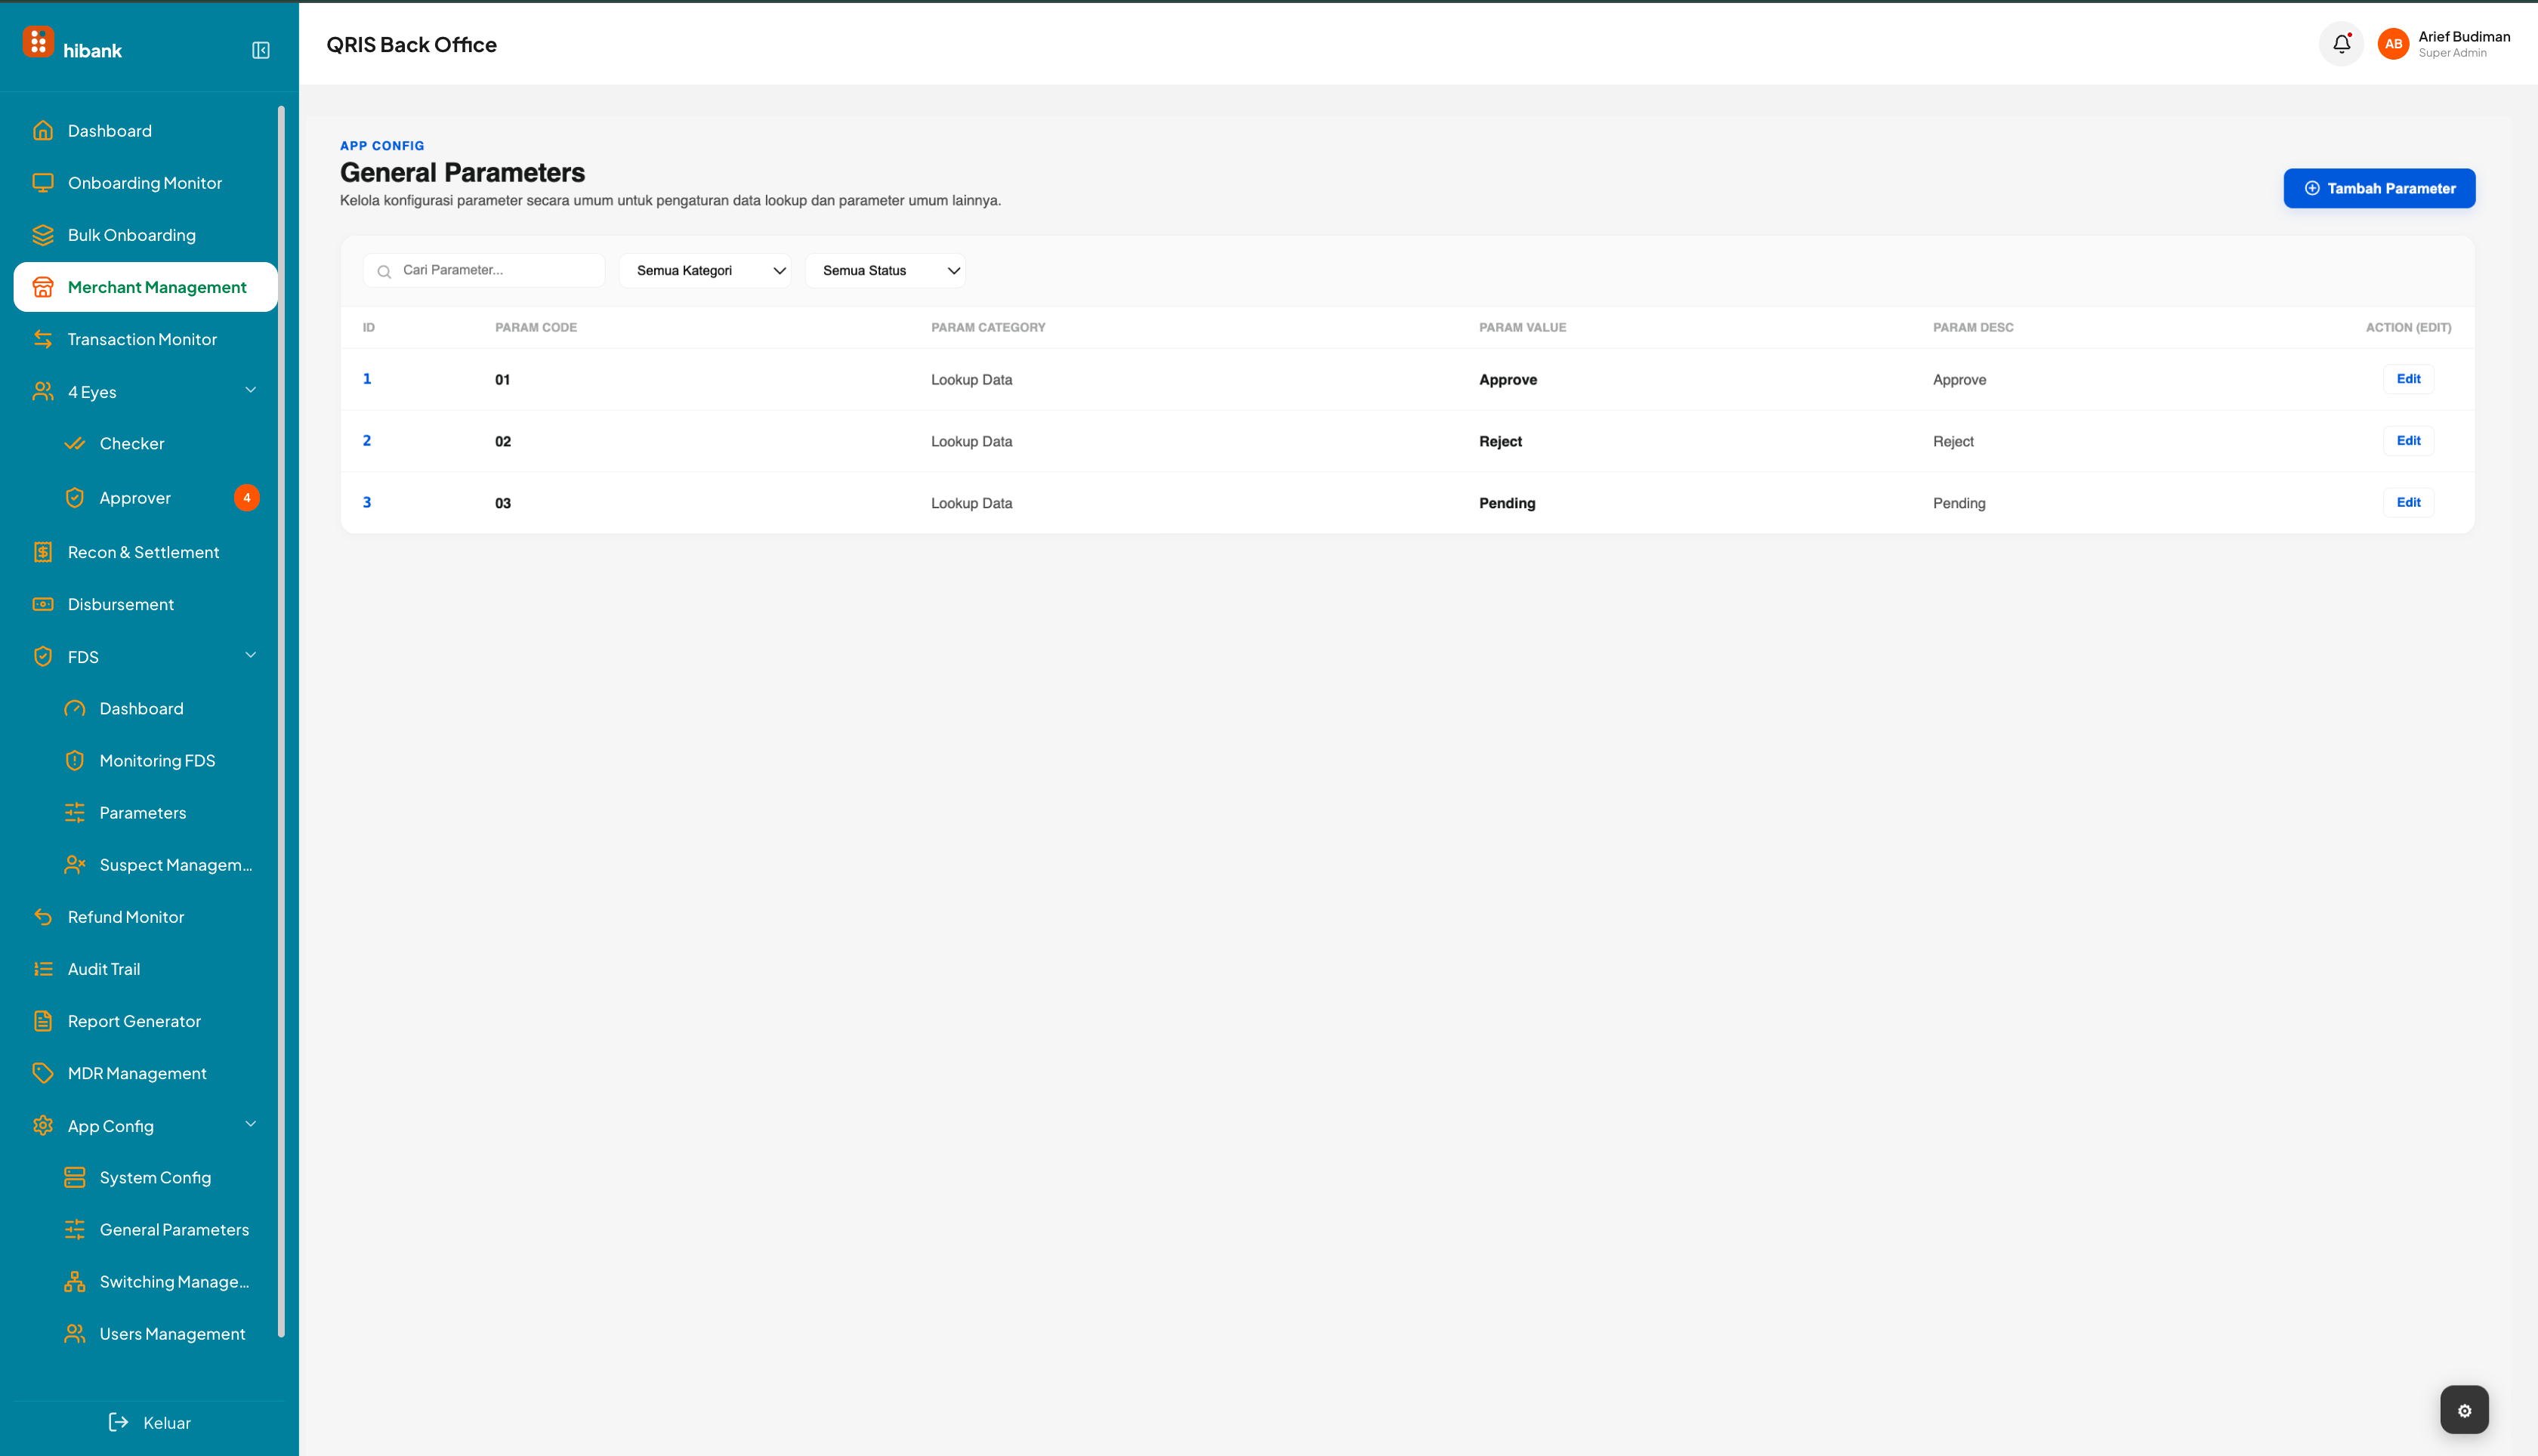 hibank
QRIS Back Office
AB
Arief Budiman
Super Admin
Dashboard
Onboarding Monitor
Bulk Onboarding
Merchant Management
Transaction Monitor
4 Eyes
Checker
Approver
4
Recon & Settlement
Disbursement
FDS
Dashboard
Monitoring FDS
Parameters
Suspect Managem...
Refund Monitor
Audit Trail
Report Generator
MDR Management
App Config
System Config
General Parameters
Switching Manage...
Users Management
Keluar
APP CONFIG
General Parameters
Kelola konfigurasi parameter secara umum untuk pengaturan data lookup dan parameter umum lainnya.
Tambah Parameter
Cari Parameter...
Semua Kategori
Semua Status
ID PARAM CODE PARAM CATEGORY PARAM VALUE PARAM DESC ACTION (EDIT)
1 01 Lookup Data Approve Approve Edit
2 02 Lookup Data Reject Reject Edit
3 03 Lookup Data Pending Pending Edit